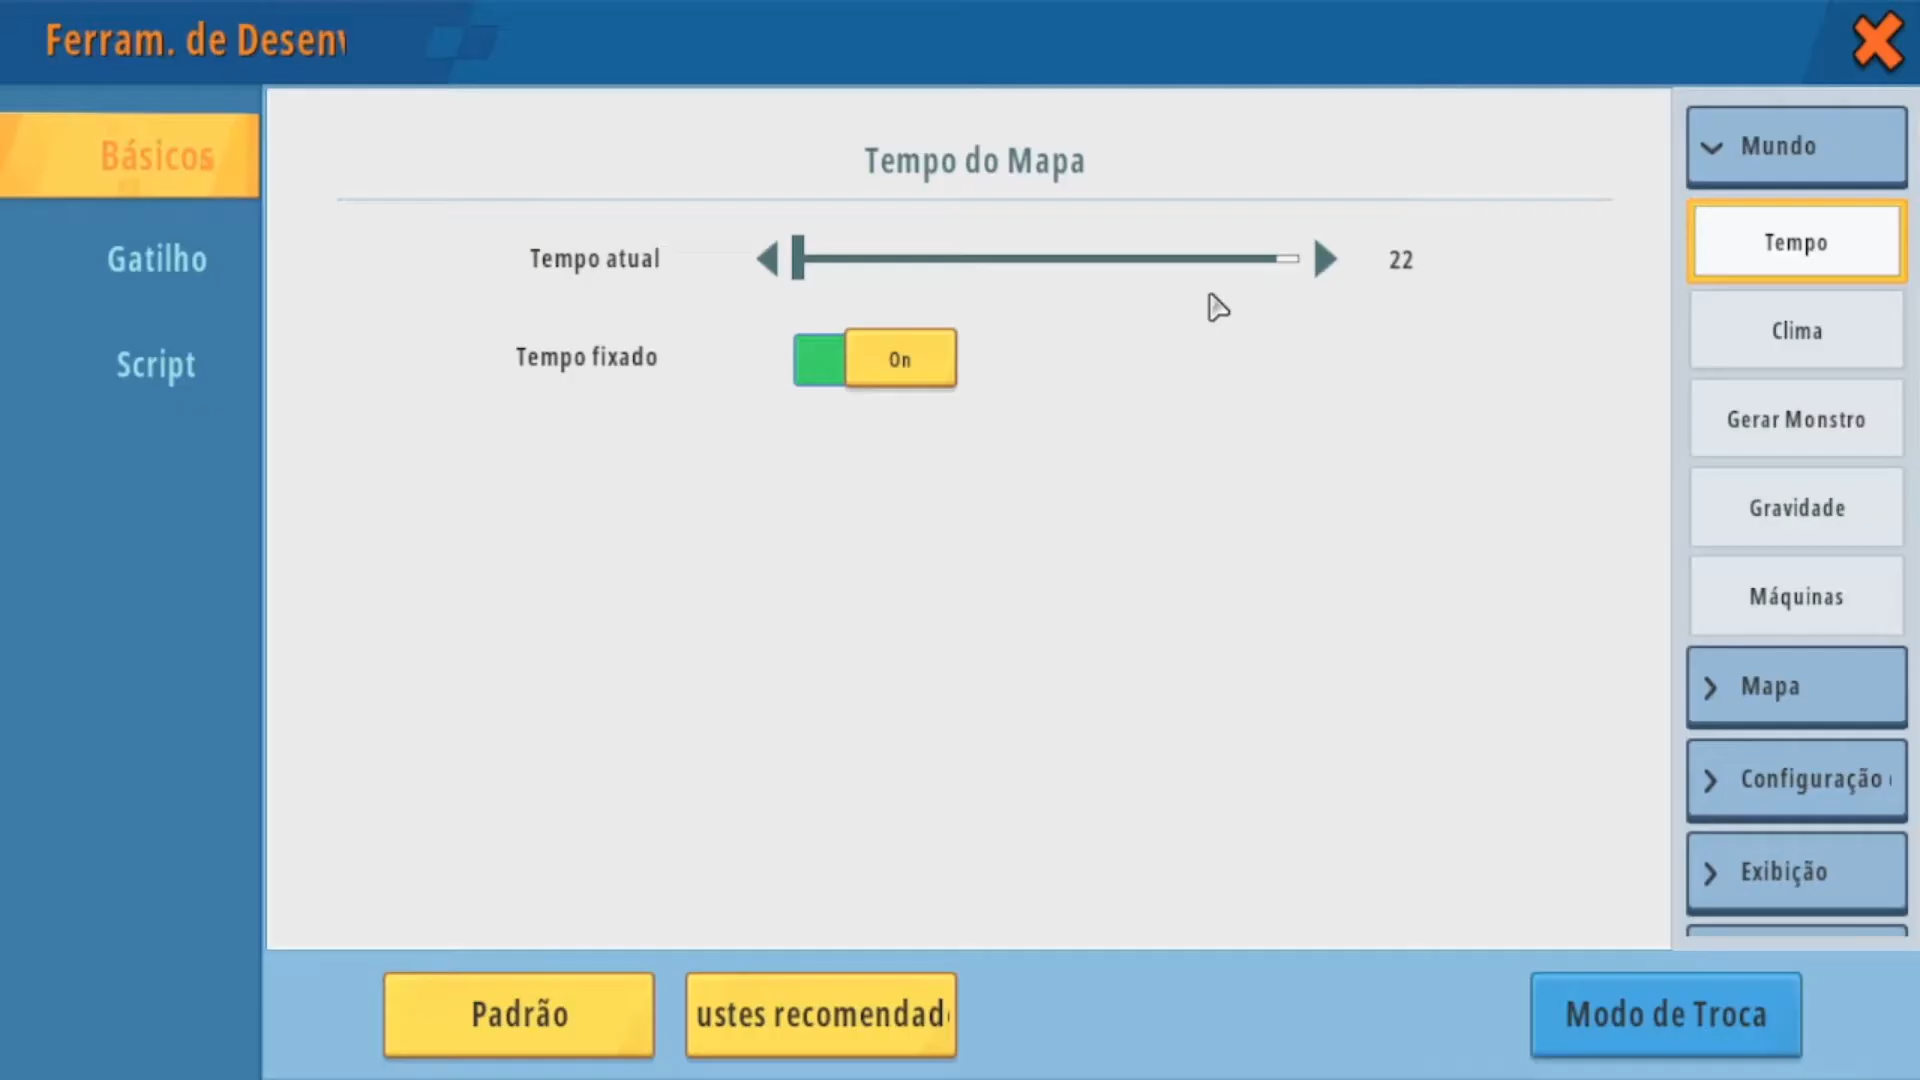 Ferram. de Desen
Básicos
Gatilho
Script
Tempo do Mapa
Tempo atual
22
Tempo fixado
On
Mundo
Tempo
Clima
Gerar Monstro
Gravidade
Máquinas
Mapa
Configuração
Exibição
Padrão
ustes recomendad
Modo de Troca